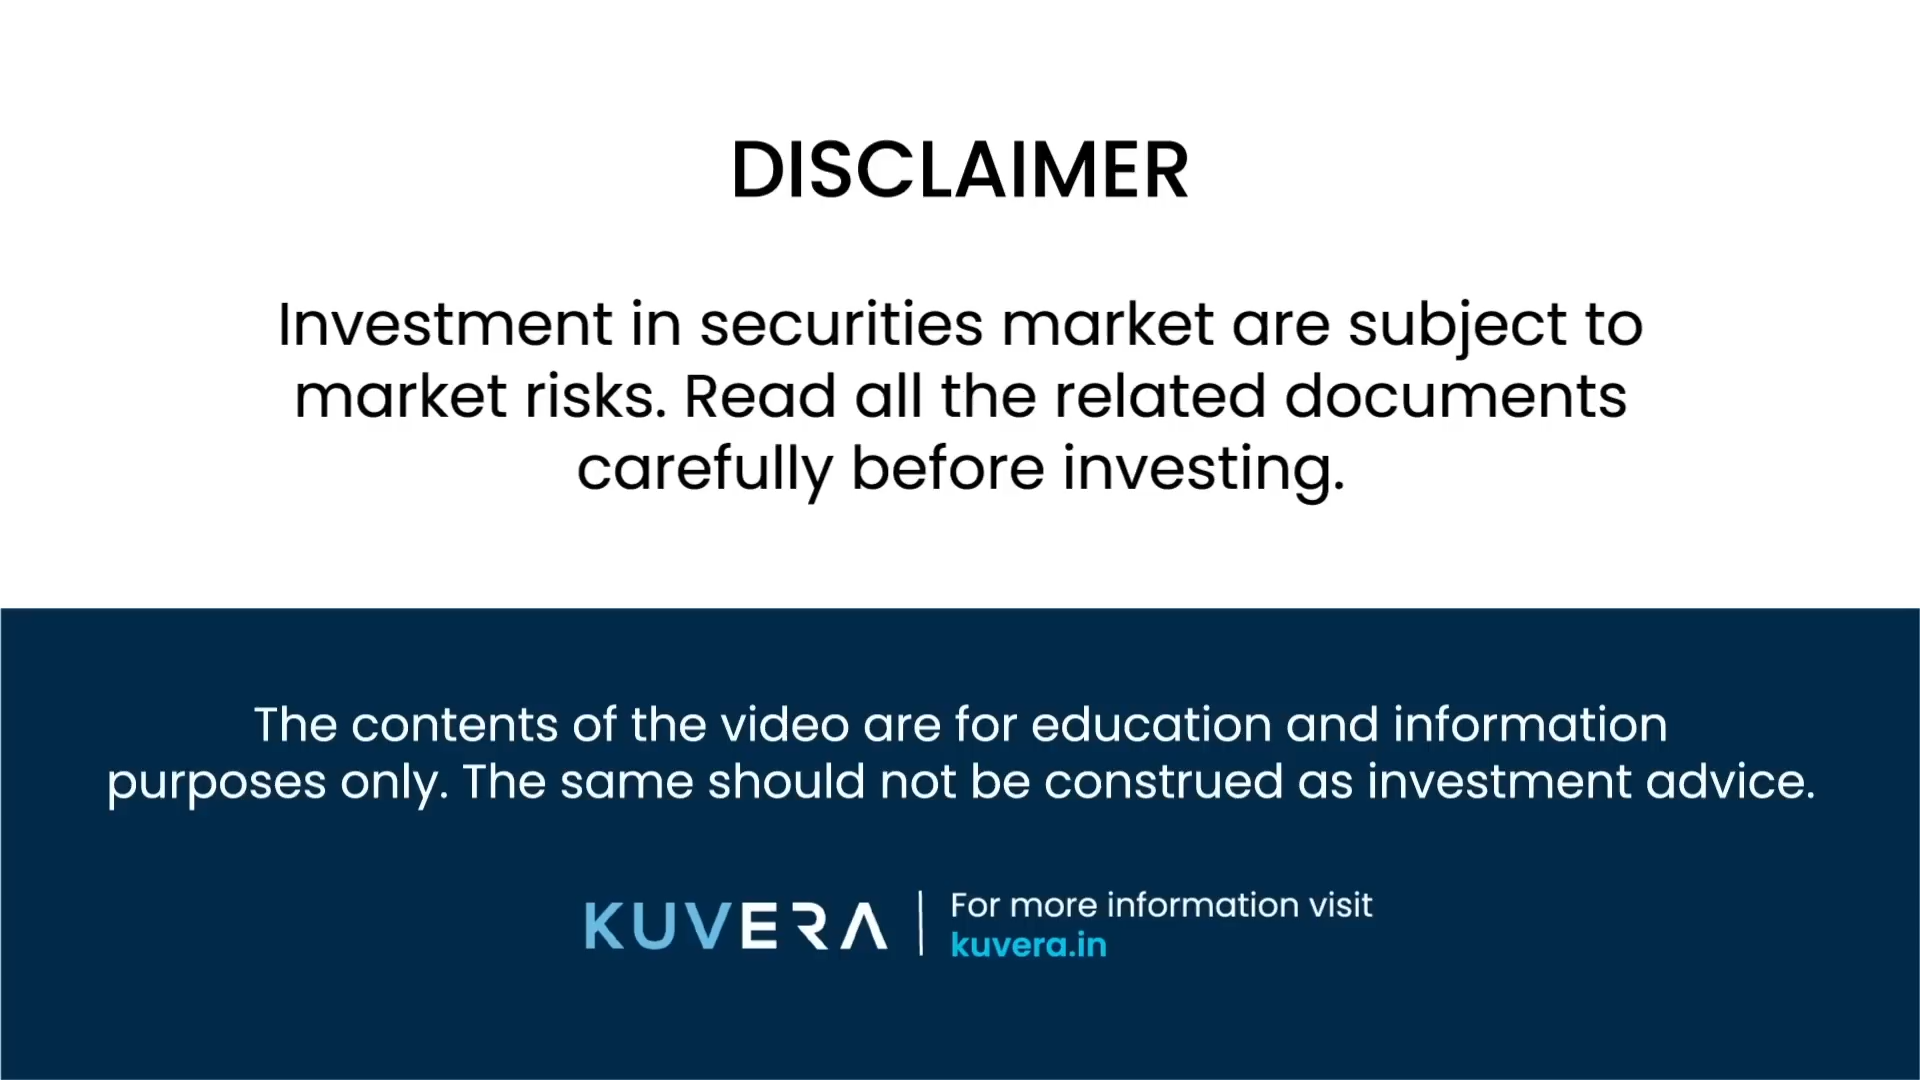 DISCLAIMER
Investment in securities market are subject to
market risks. Read all the related documents
carefully before investing.
The contents of the video are for education and information
purposes only. The same should not be construed as investment advice.
KUVERA
For more information visit
kuvera.in